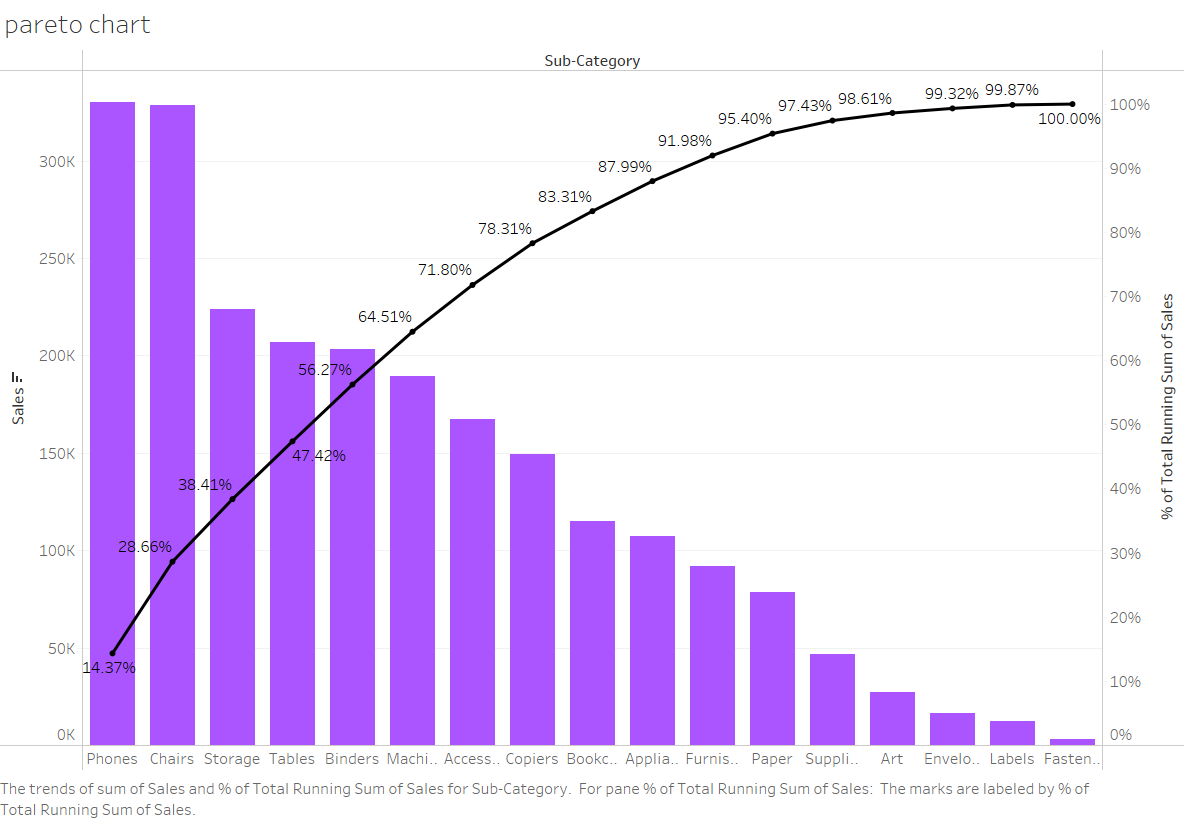 pareto chart
Sub-Category
300K
250K
200K
150K
100K
50K
0K
Sales
14.37%
28.66%
38.41%
47.42%
56.27%
64.51%
71.80%
78.31%
83.31%
87.99%
91.98%
95.40%
97.43%
98.61%
99.32%
99.87%
100.00%
100%
90%
80%
70%
60%
50%
40%
30%
20%
10%
0%
% of Total Running Sum of Sales
Phones Chairs Storage Tables Binders Machi.. Access.. Copiers Bookc.. Applia.. Furnis.. Paper Suppli.. Art Envelo.. Labels Fasten..
The trends of sum of Sales and % of Total Running Sum of Sales for Sub-Category.  For pane % of Total Running Sum of Sales:  The marks are labeled by % of
Total Running Sum of Sales.